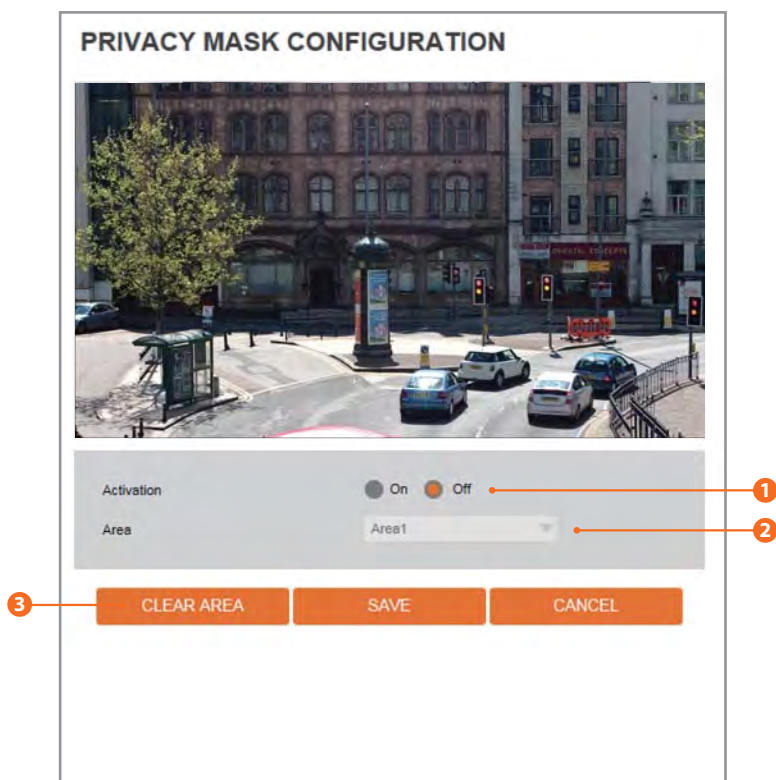 PRIVACY MASK CONFIGURATION
Activation
On
Off
1
Area
Area1
2
3
CLEAR AREA
SAVE
CANCEL